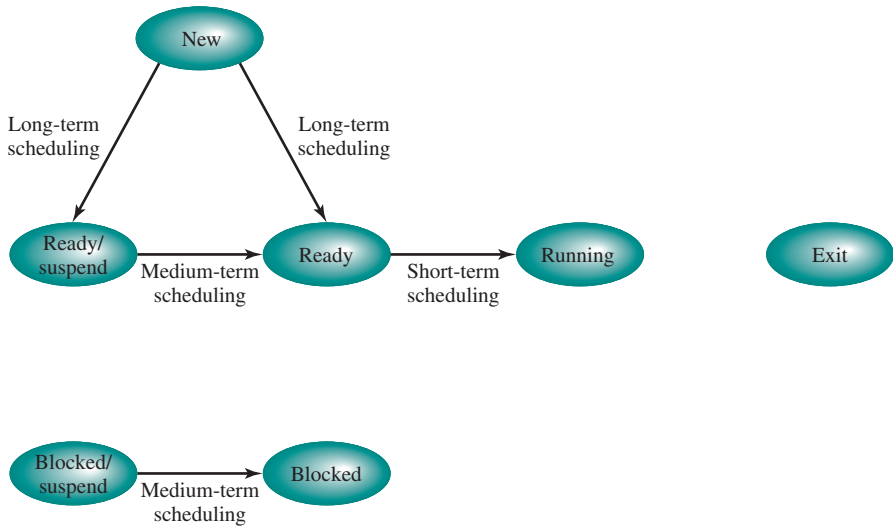 New
Long-term
scheduling
Long-term
scheduling
Ready/
suspend
Medium-term
scheduling
Ready
Short-term
scheduling
Running
Exit
Blocked/
suspend
Medium-term
scheduling
Blocked